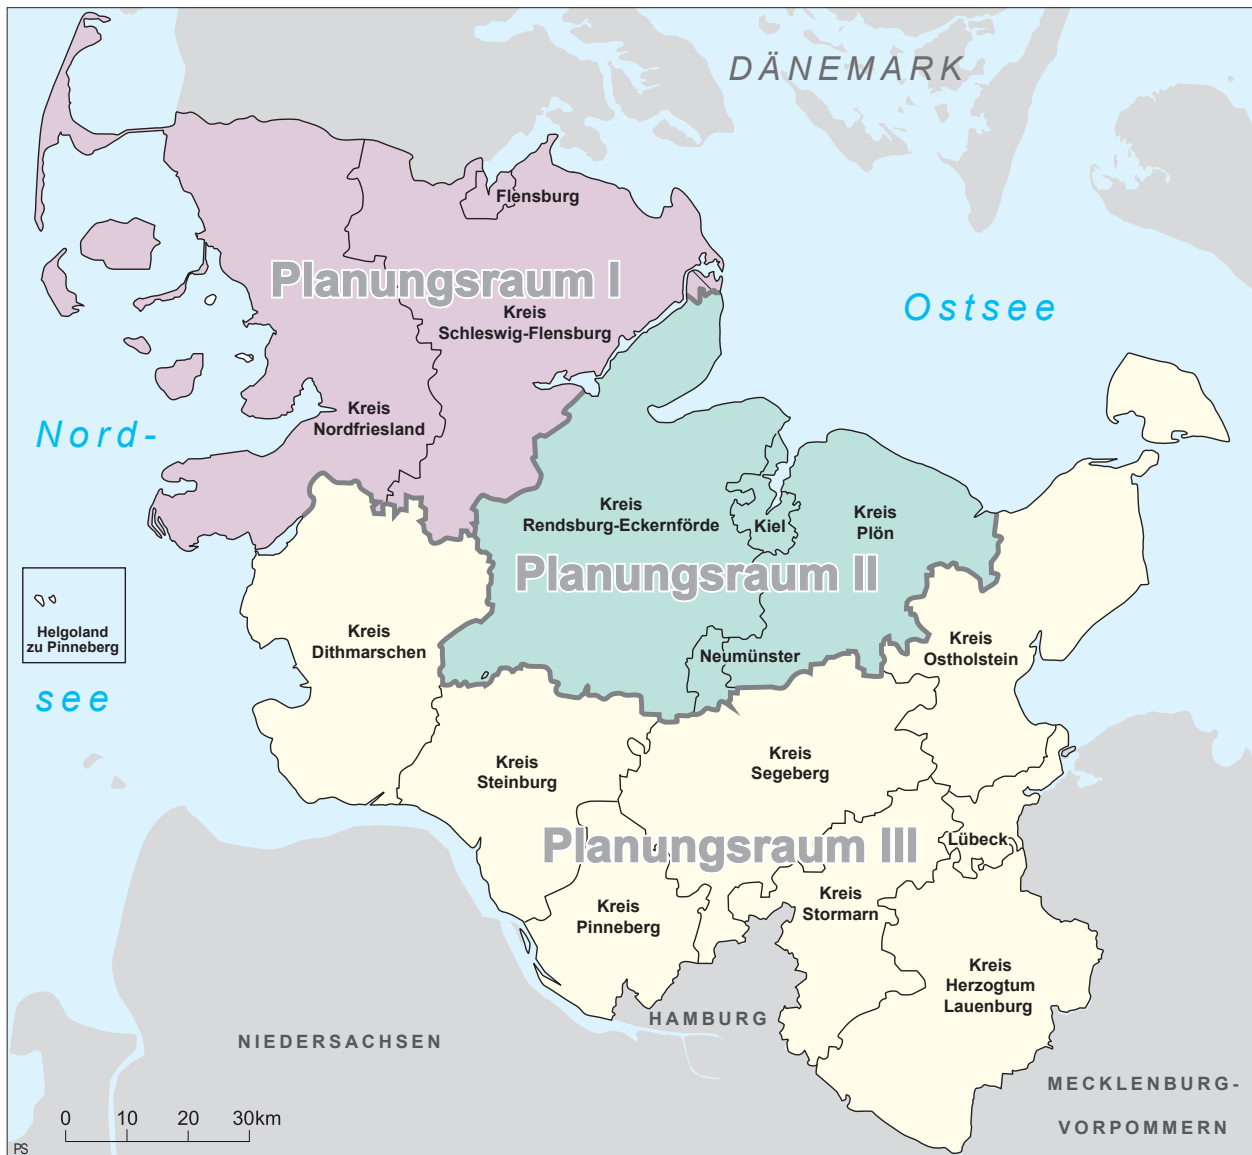 DÄNEMARK
Flensburg
Planungsraum I
Ostsee
Kreis
Schleswig-Flensburg
Kreis
Nordfriesland
Nord-
see
Kreis
Rendsburg-Eckernförde
Kiel
Kreis
Plön
Planungsraum II
Helgoland
zu Pinneberg
Kreis
Dithmarschen
Neumünster
Kreis
Ostholstein
Kreis
Steinburg
Kreis
Segeberg
Planungsraum III
Lübeck
Kreis
Stormarn
Kreis
Pinneberg
Kreis
Herzogtum
Lauenburg
HAMBURG
NIEDERSACHSEN
MECKLENBURG-
VORPOMMERN
0 10 20 30km
PS